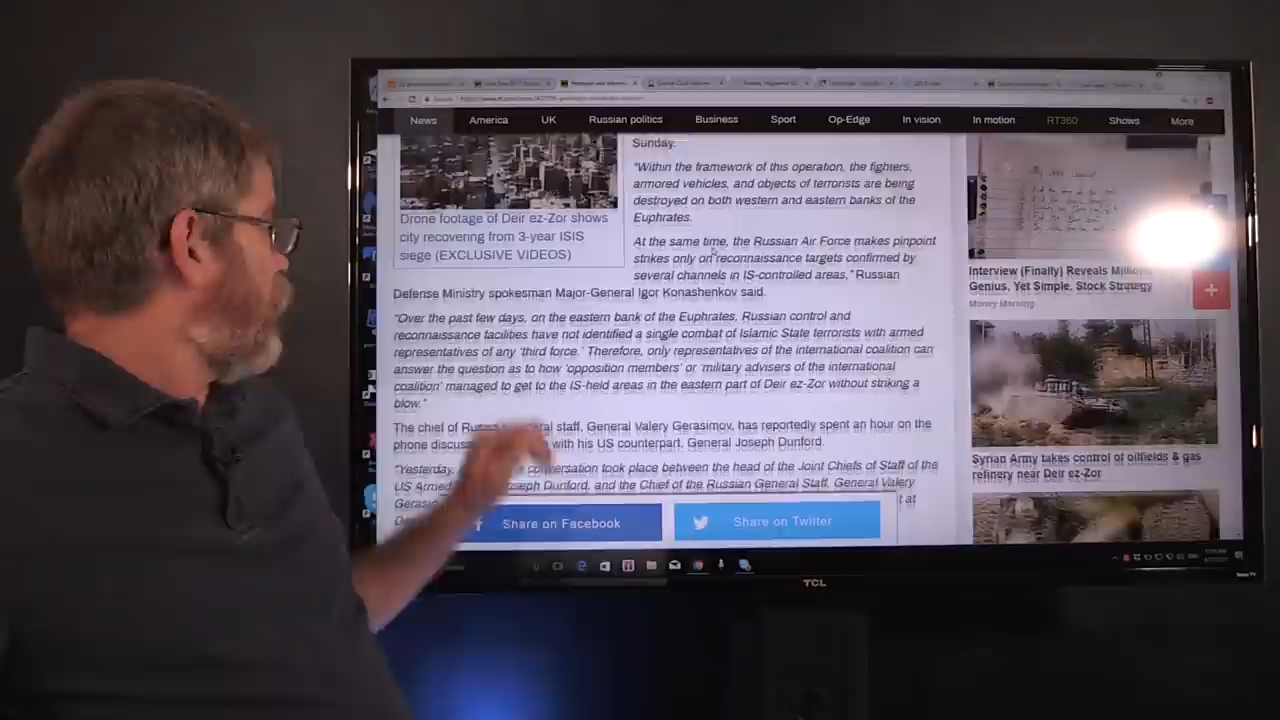 News America UK Russian politics Business Sport Op-Edge In vision In motion RT360 Shows More
Drone footage of Deir ez-Zor shows
city recovering from 3-year ISIS
siege (EXCLUSIVE VIDEOS)
Sunday.
"Within the framework of this operation, the fighters,
armored vehicles, and objects of terrorists are being
destroyed on both western and eastern banks of the
Euphrates.
At the same time, the Russian Air Force makes pinpoint
strikes only on reconnaissance targets confirmed by
several channels in IS-controlled areas," Russian
Defense Ministry spokesman Major-General Igor Konashenkov said.
"Over the past few days, on the eastern bank of the Euphrates, Russian control and
reconnaissance facilities have not identified a single combat of Islamic State terrorists with armed
representatives of any 'third force.' Therefore, only representatives of the international coalition can
answer the question as to how 'opposition members' or 'military advisers of the international
coalition' managed to get to the IS-held areas in the eastern part of Deir ez-Zor without striking a
blow."
The chief of staff, General Valery Gerasimov, has reportedly spent an hour on the
phone with his US counterpart, General Joseph Dunford.
"Yesterday, conversation took place between the head of the Joint Chiefs of Staff of the
US Armed Dunford, and the Chief of the Russian General Staff, General Valery
at
Share on Facebook
Share on Twitter
Interview (Finally) Reveals
Genius, Yet Simple, Stock Strategy
Money Morning
+
Syrian Army takes control of oilfields & gas
refinery near Deir ez-Zor
TCL